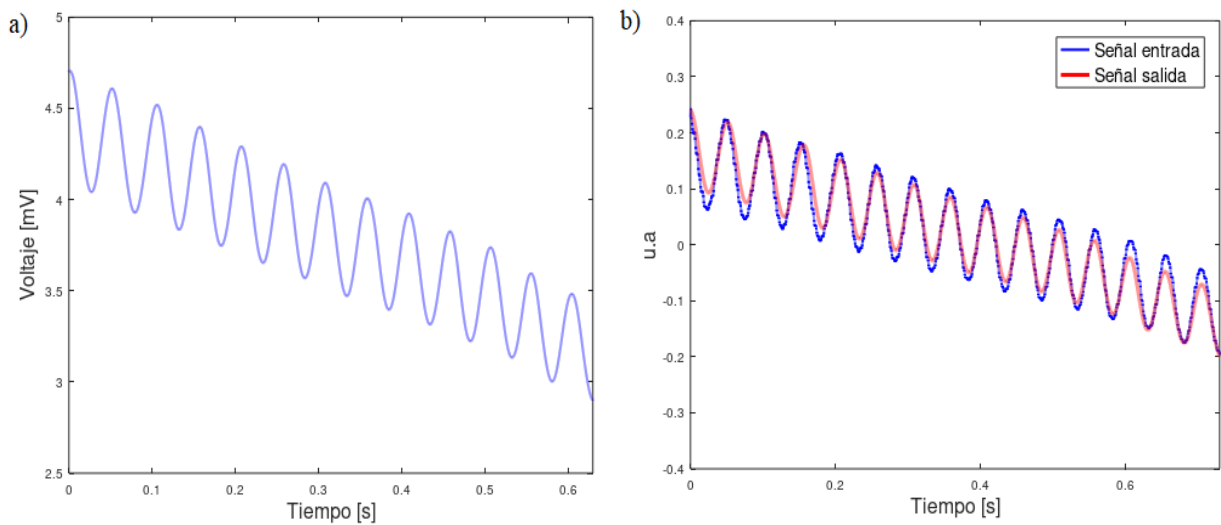 a)
5
4.5
4
3.5
3
2.5
Voltaje [mV]
0 0.1 0.2 0.3 0.4 0.5 0.6
Tiempo [s]
b)
0.4
0.3
0.2
0.1
0
-0.1
-0.2
-0.3
-0.4
u.a
Señal entrada
Señal salida
0 0.2 0.4 0.6
Tiempo [s]